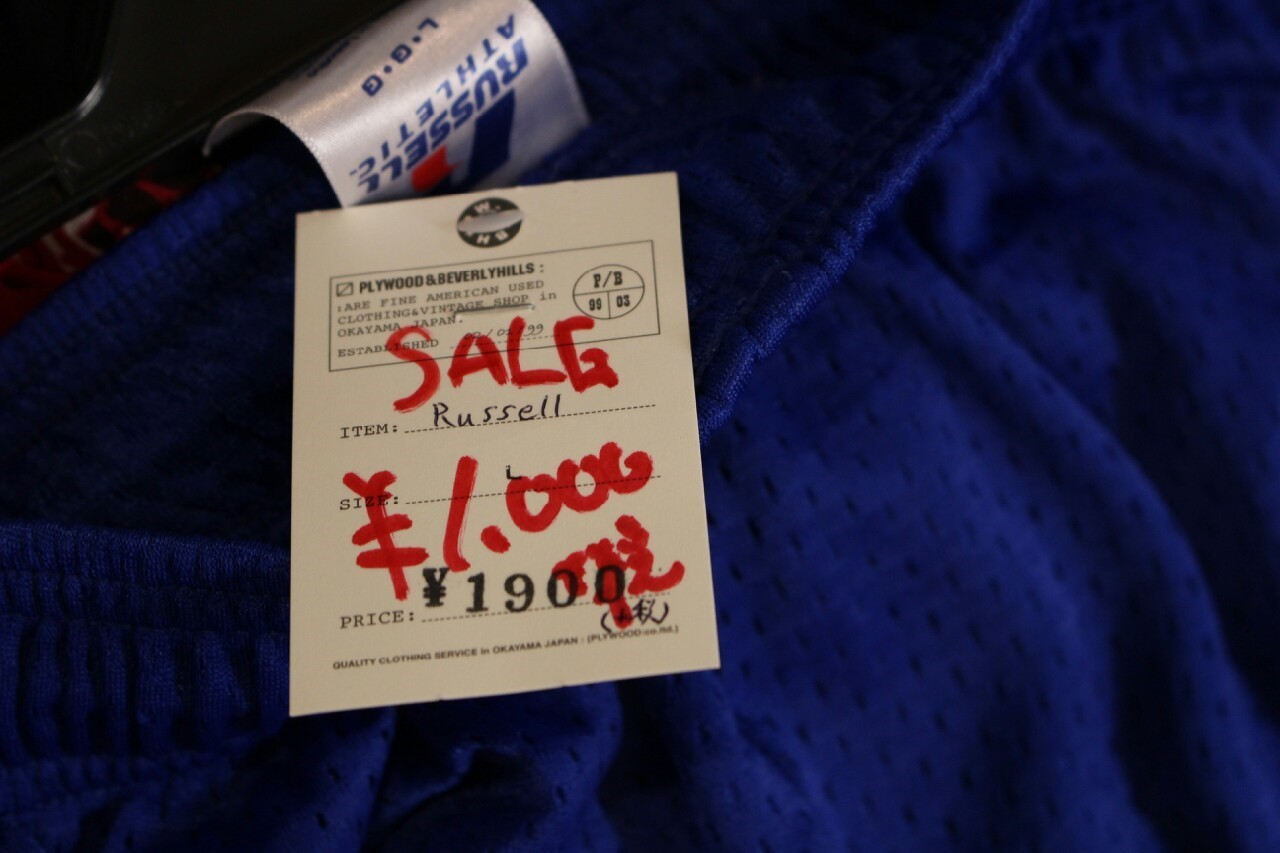 RUSSELL
ATHLETIC.
L·G·G
PLYWOOD&BEVERLYHILLS :
:ARE FINE AMERICAN USED
CLOTHING&VINTAGE SHOP in
OKAYAMA JAPAN.
ESTABLISHED
P/B
99 03
SALE
ITEM: Russell
SIZE: L
¥1,000
PRICE: ¥1900
(+税)
QUALITY CLOTHING SERVICE in OKAYAMA JAPAN : (PLYWOOD.co.ltd.)